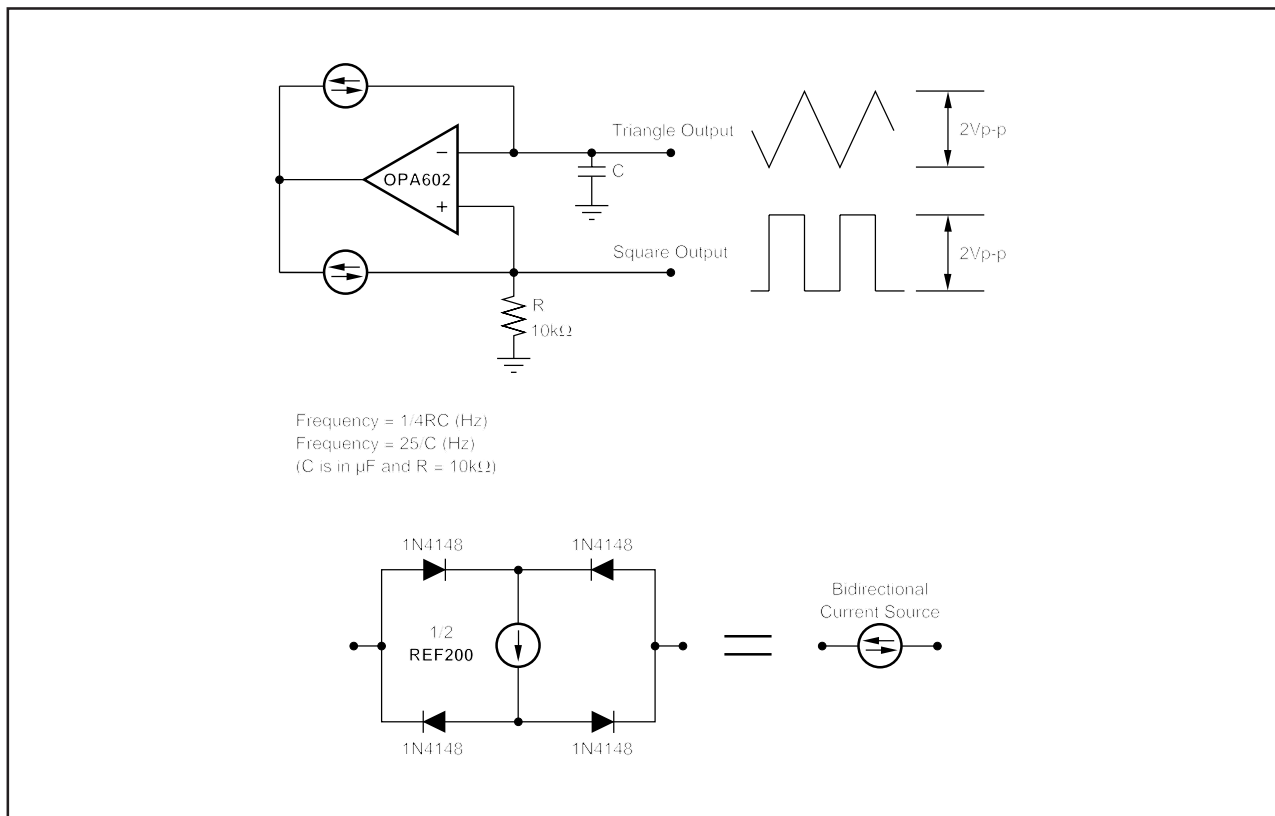 Triangle Output
2Vp-p
C
−
OPA602
+
Square Output
2Vp-p
R
10kΩ
Frequency = 1/4RC (Hz)
Frequency = 25/C (Hz)
(C is in µF and R = 10kΩ)
1N4148
1N4148
1/2
REF200
1N4148
1N4148
Bidirectional
Current Source